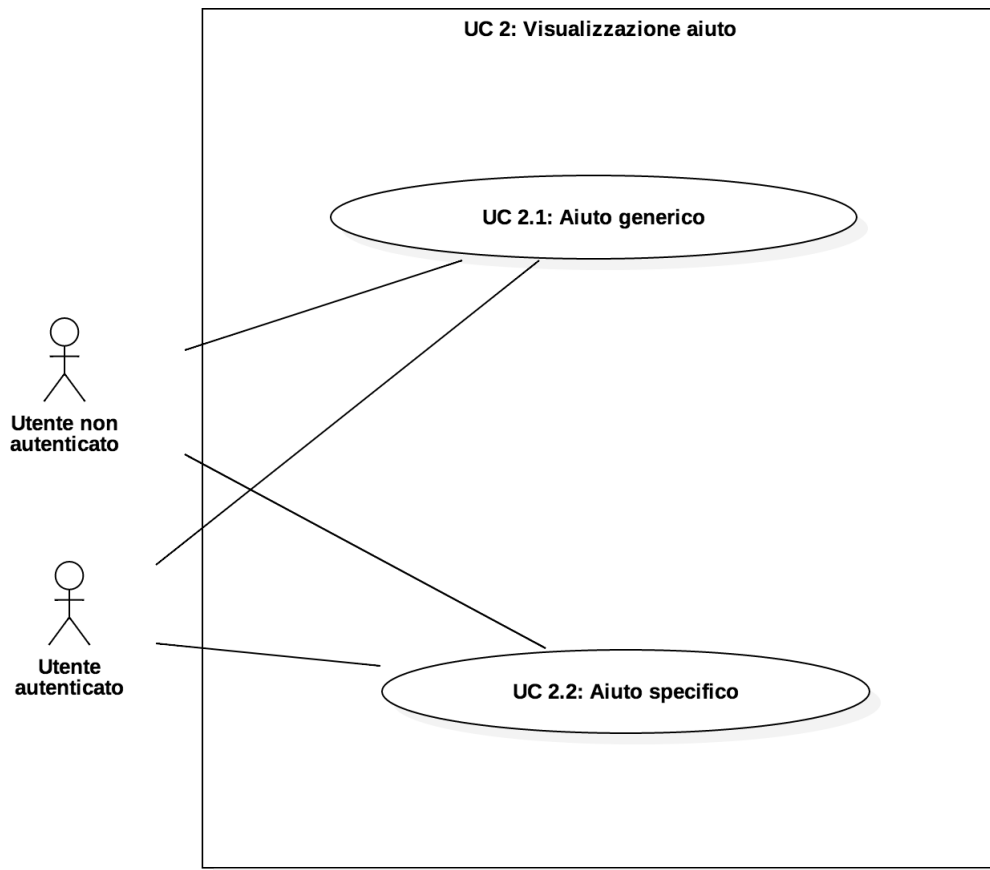 UC 2: Visualizzazione aiuto
UC 2.1: Aiuto generico
Utente non
autenticato
Utente
autenticato
UC 2.2: Aiuto specifico